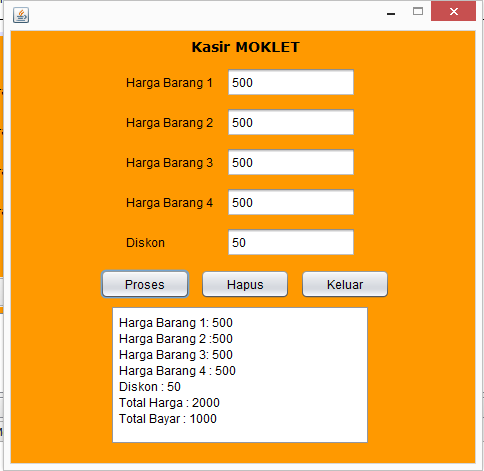 Kasir MOKLET
Harga Barang 1 500
Harga Barang 2 500
Harga Barang 3 500
Harga Barang 4 500
Diskon 50
Proses Hapus Keluar
Harga Barang 1: 500
Harga Barang 2 :500
Harga Barang 3: 500
Harga Barang 4 : 500
Diskon : 50
Total Harga : 2000
Total Bayar : 1000